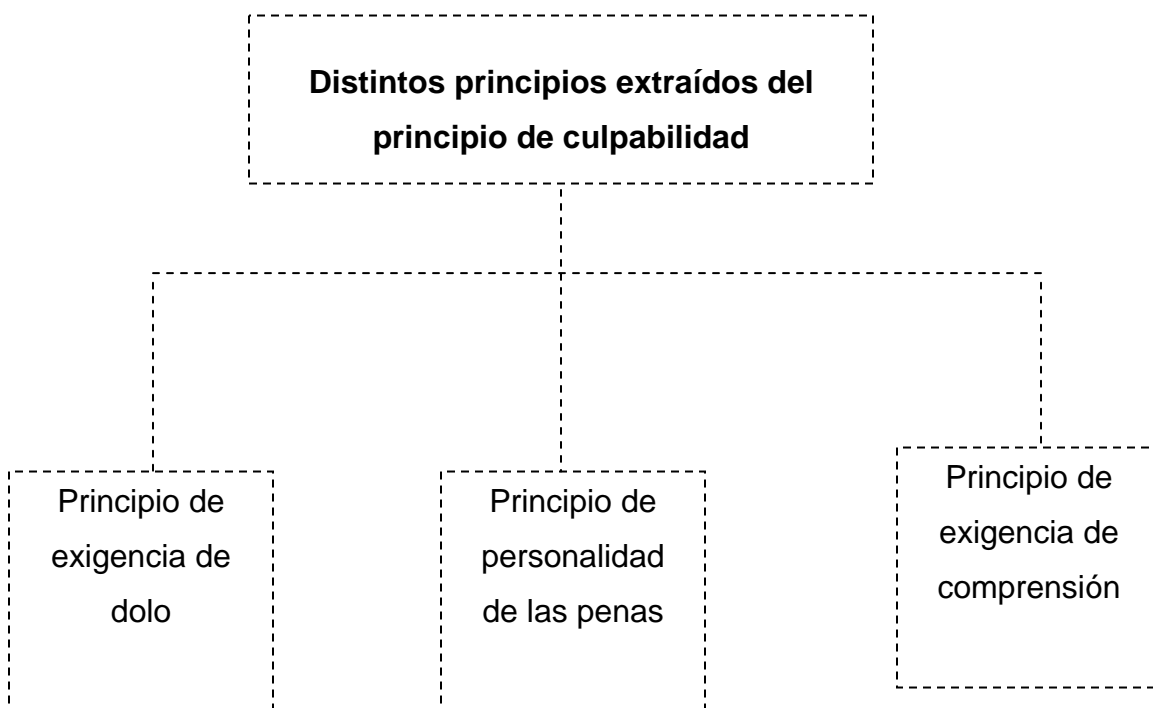 Distintos principios extraídos del
principio de culpabilidad
Principio de
exigencia de
dolo
Principio de
personalidad
de las penas
Principio de
exigencia de
comprensión